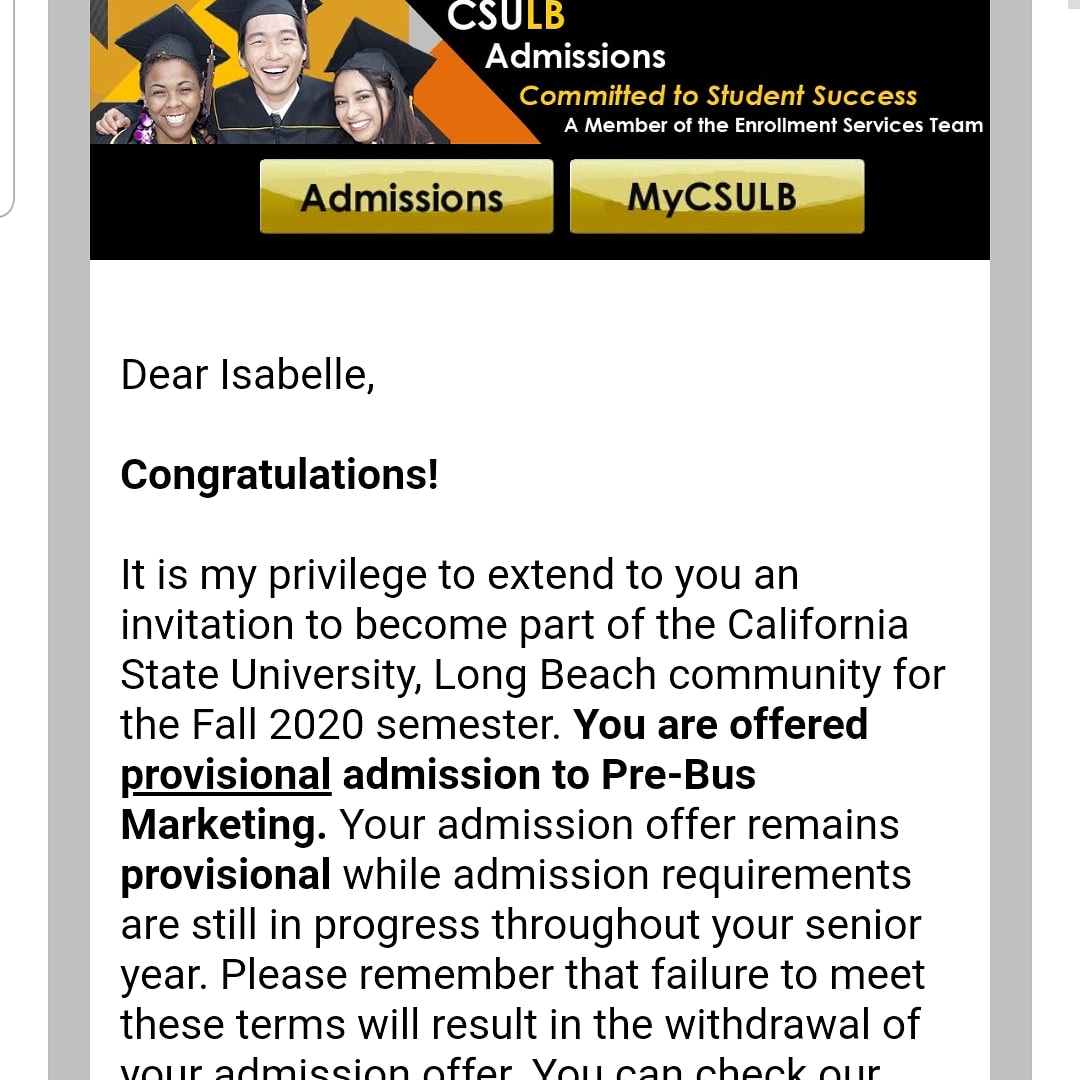 CSULB
Admissions
Committed to Student Success
A Member of the Enrollment Services Team
Admissions MyCSULB
Dear Isabelle,
Congratulations!
It is my privilege to extend to you an
invitation to become part of the California
State University, Long Beach community for
the Fall 2020 semester. You are offered
provisional admission to Pre-Bus
Marketing. Your admission offer remains
provisional while admission requirements
are still in progress throughout your senior
year. Please remember that failure to meet
these terms will result in the withdrawal of
your admission offer. You can check our